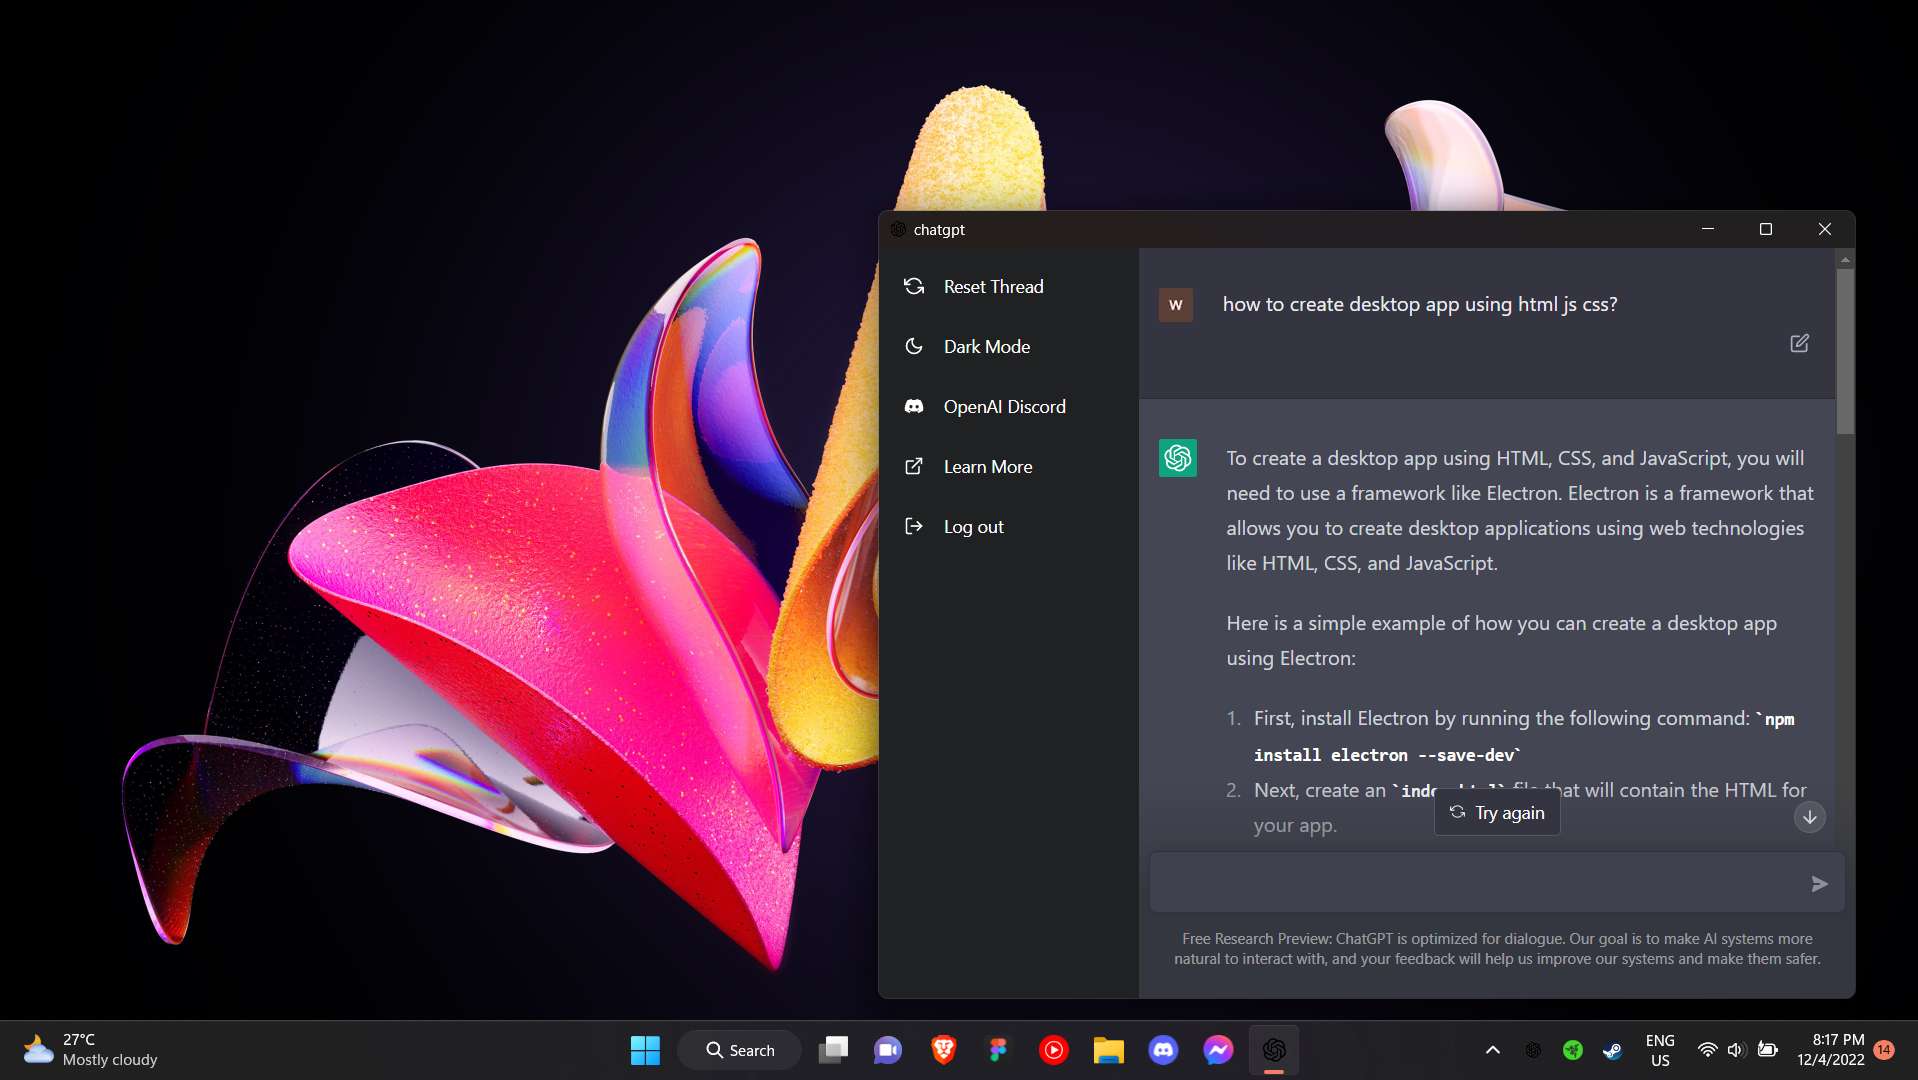 chatgpt
Reset Thread
Dark Mode
OpenAI Discord
Learn More
Log out
W
how to create desktop app using html js css?
To create a desktop app using HTML, CSS, and JavaScript, you will
need to use a framework like Electron. Electron is a framework that
allows you to create desktop applications using web technologies
like HTML, CSS, and JavaScript.
Here is a simple example of how you can create a desktop app
using Electron:
1. First, install Electron by running the following command: `npm
install electron --save-dev`
2. Next, create an that will contain the HTML for
your app.
Try again
Free Research Preview: ChatGPT is optimized for dialogue. Our goal is to make AI systems more
natural to interact with, and your feedback will help us improve our systems and make them safer.
27°C
Mostly cloudy
Search
ENG
US
8:17 PM
12/4/2022
14